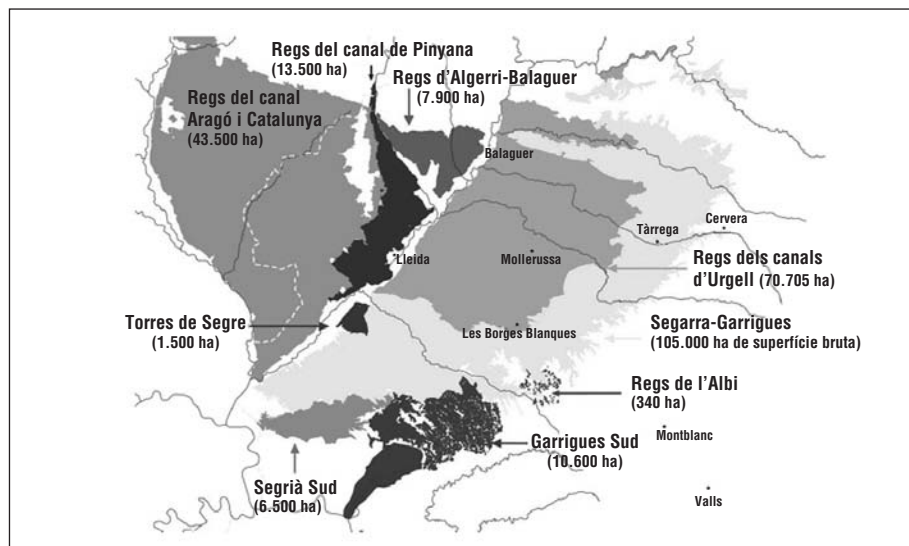 Regs del canal de Pinyana
(13.500 ha)
Regs d'Algerri-Balaguer
(7.900 ha)
Regs del canal
Aragó i Catalunya
(43.500 ha)
Balaguer
Cervera
Tàrrega
Lleida
Mollerussa
Regs dels canals
d'Urgell (70.705 ha)
Torres de Segre
(1.500 ha)
Les Borges Blanques
Segarra-Garrigues
(105.000 ha de superfície bruta)
Regs de l'Albi
(340 ha)
Montblanc
Garrigues Sud
(10.600 ha)
Segrià Sud
(6.500 ha)
Valls